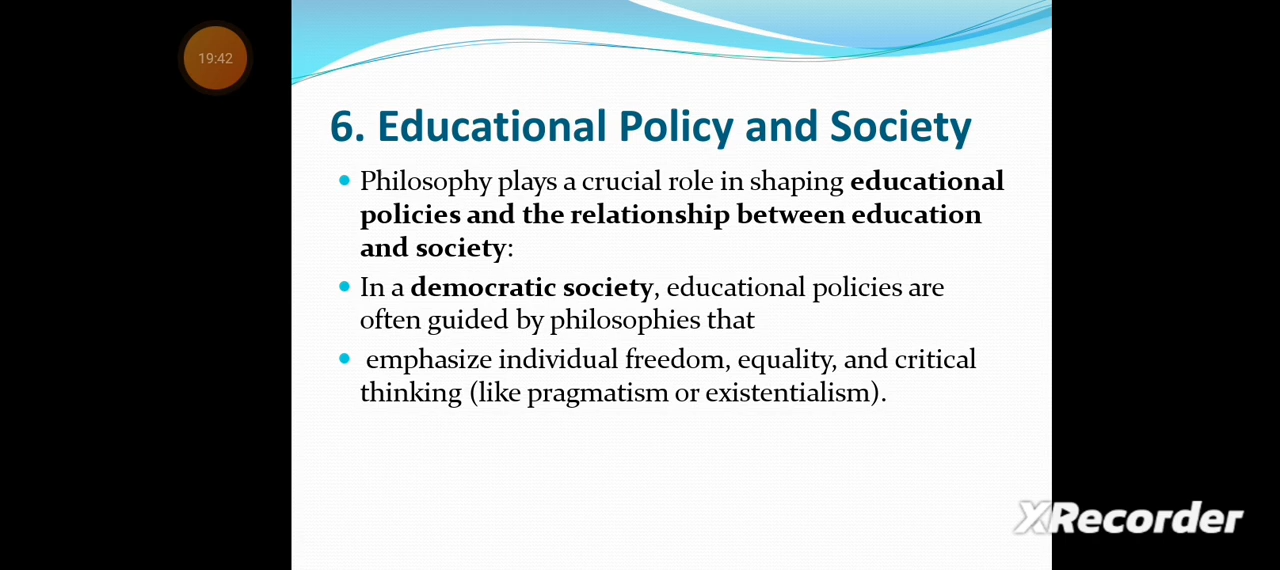 19:42
6. Educational Policy and Society
Philosophy plays a crucial role in shaping educational
policies and the relationship between education
and society:
In a democratic society, educational policies are
often guided by philosophies that
emphasize individual freedom, equality, and critical
thinking (like pragmatism or existentialism).
XRecorder